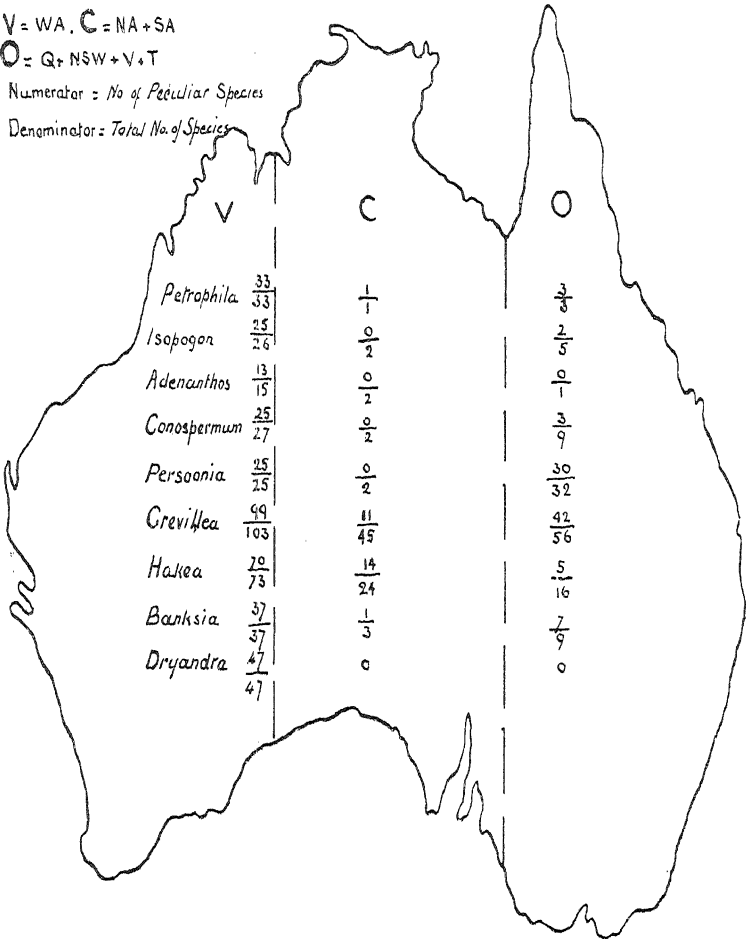 V = WA. C = NA + SA
O = Q + NSW + V + T
Numerator = No of Peculiar Species
Denominator = Total No. of Species
V C O
Petrophila 33/33 1/1 3/3
Isopogon 25/26 0/2 2/5
Adenanthos 13/15 0/2 0/1
Conospermum 25/27 0/2 3/9
Persoonia 25/25 0/2 30/32
Grevillea 99/103 11/45 42/56
Hakea 70/73 14/24 5/16
Banksia 37/37 1/3 7/9
Dryandra 47/47 0 0